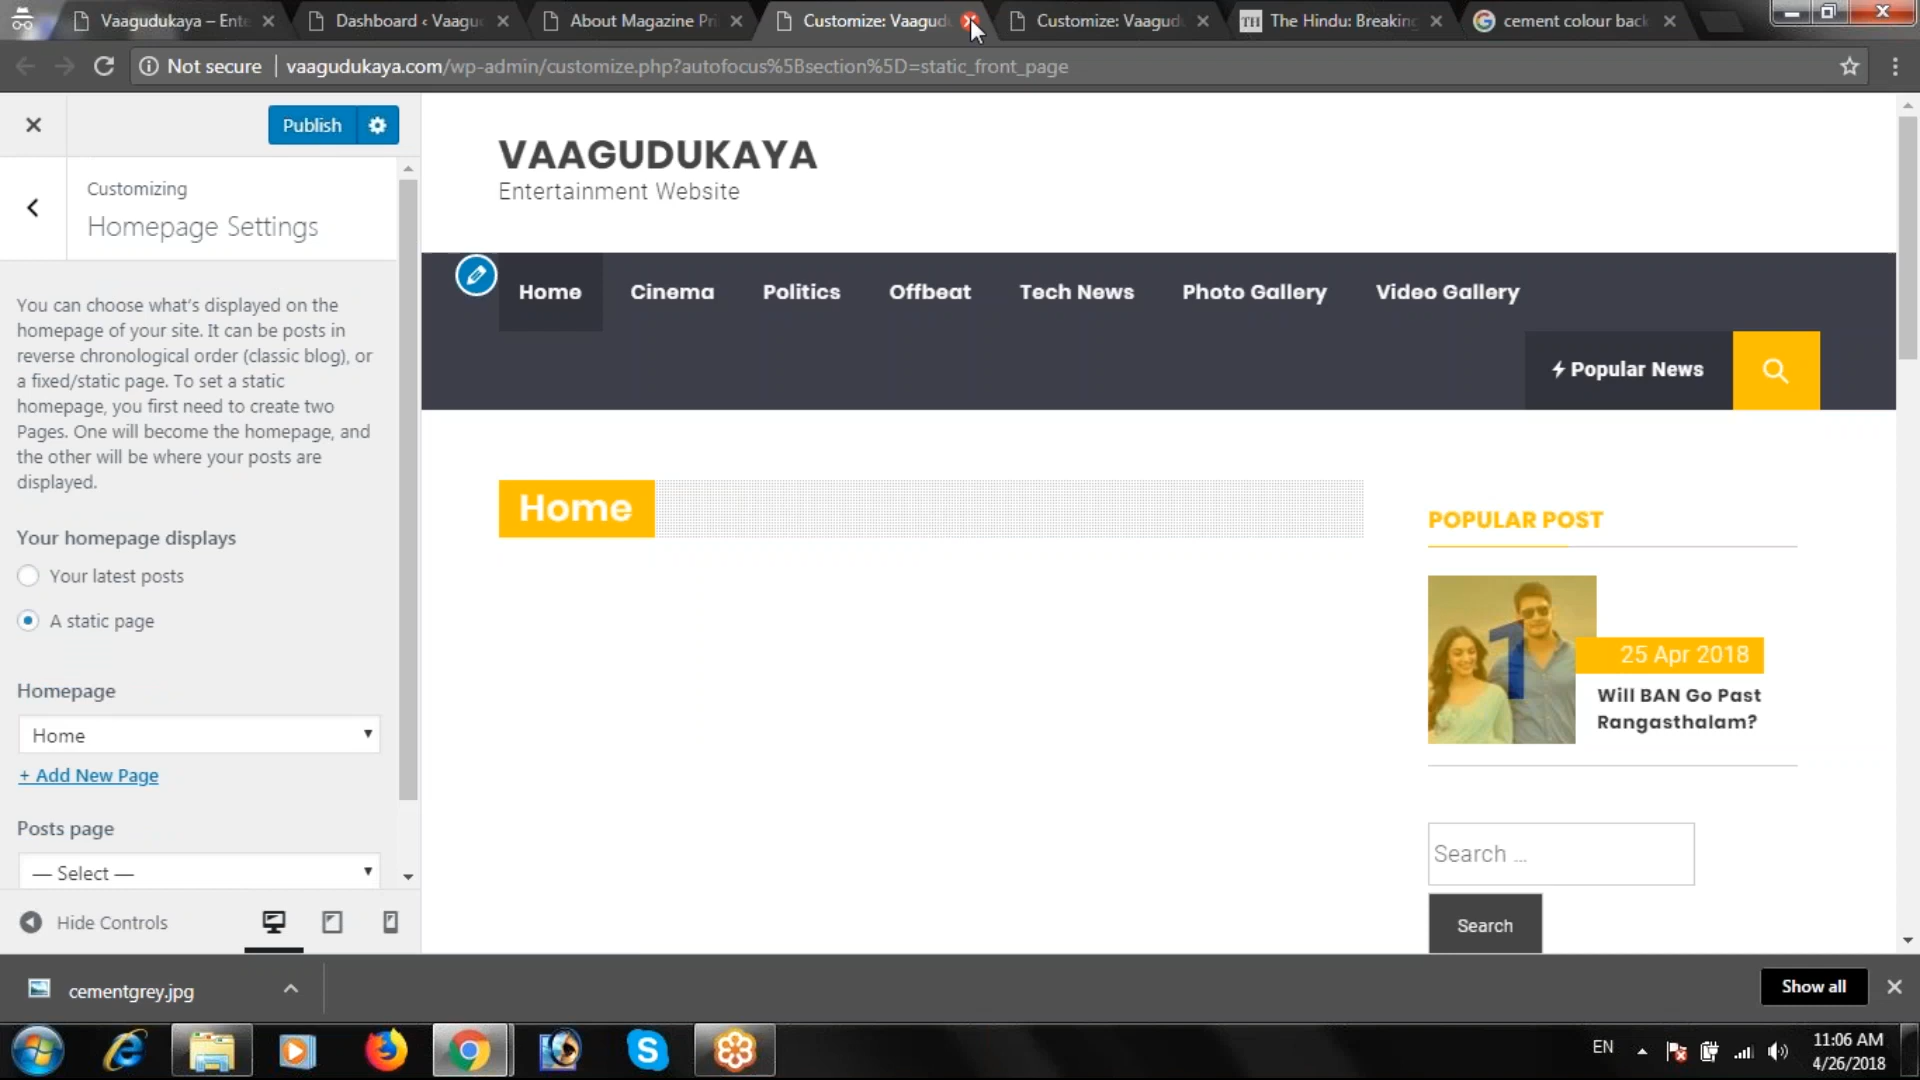 Vaagudukaya – Ente
Dashboard ‹ Vaagu
About Magazine Pri
Customize: Vaagudu
Customize: Vaagud
TH The Hindu: Breaking
cement colour back
Not secure | vaagudukaya.com/wp-admin/customize.php?autofocus%5Bsection%5D=static_front_page
Publish
Customizing
Homepage Settings
You can choose what's displayed on the
homepage of your site. It can be posts in
reverse chronological order (classic blog), or
a fixed/static page. To set a static
homepage, you first need to create two
Pages. One will become the homepage, and
the other will be where your posts are
displayed.
Your homepage displays
Your latest posts
A static page
Homepage
Home
+ Add New Page
Posts page
— Select —
Hide Controls
VAAGUDUKAYA
Entertainment Website
Home Cinema Politics Offbeat Tech News Photo Gallery Video Gallery
Popular News
Home
POPULAR POST
1
25 Apr 2018
Will BAN Go Past
Rangasthalam?
Search ...
Search
cementgrey.jpg
Show all
EN
11:06 AM
4/26/2018